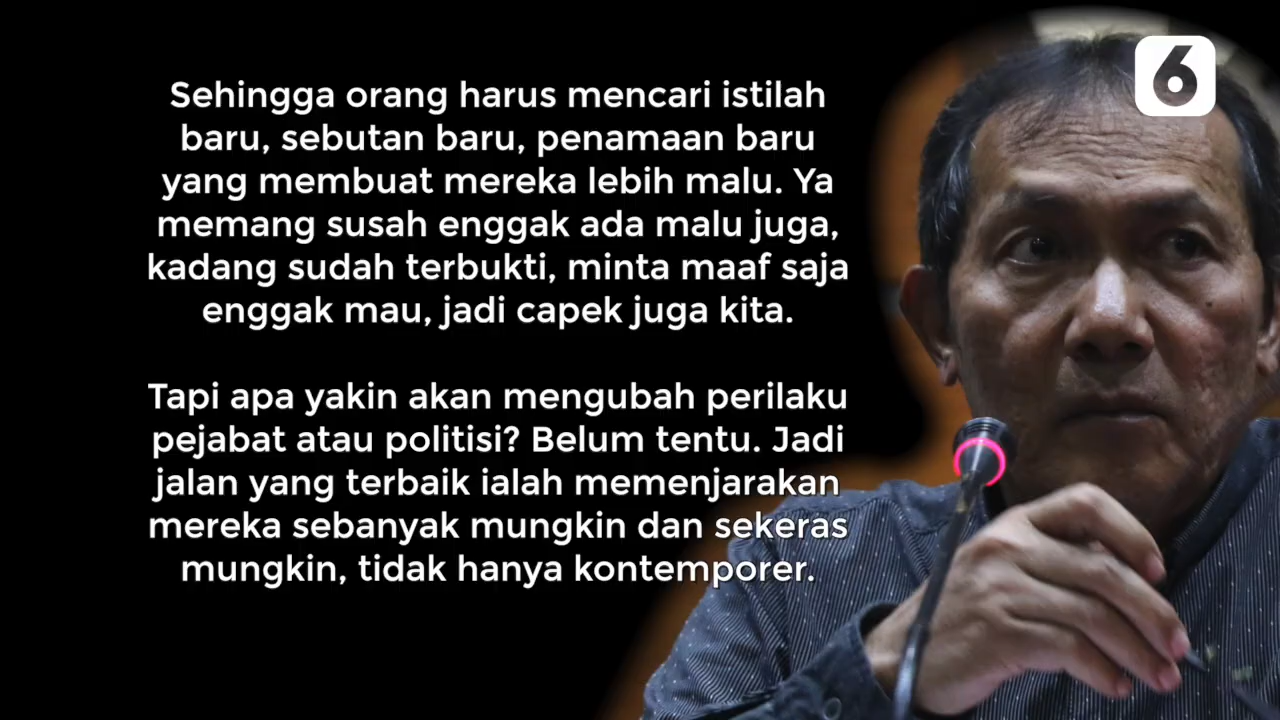 6
Sehingga orang harus mencari istilah
baru, sebutan baru, penamaan baru
yang membuat mereka lebih malu. Ya
memang susah enggak ada malu juga,
kadang sudah terbukti, minta maaf saja
enggak mau, jadi capek juga kita.
Tapi apa yakin akan mengubah perilaku
pejabat atau politisi? Belum tentu. Jadi
jalan yang terbaik ialah memenjarakan
mereka sebanyak mungkin dan sekeras
mungkin, tidak hanya kontemporer.